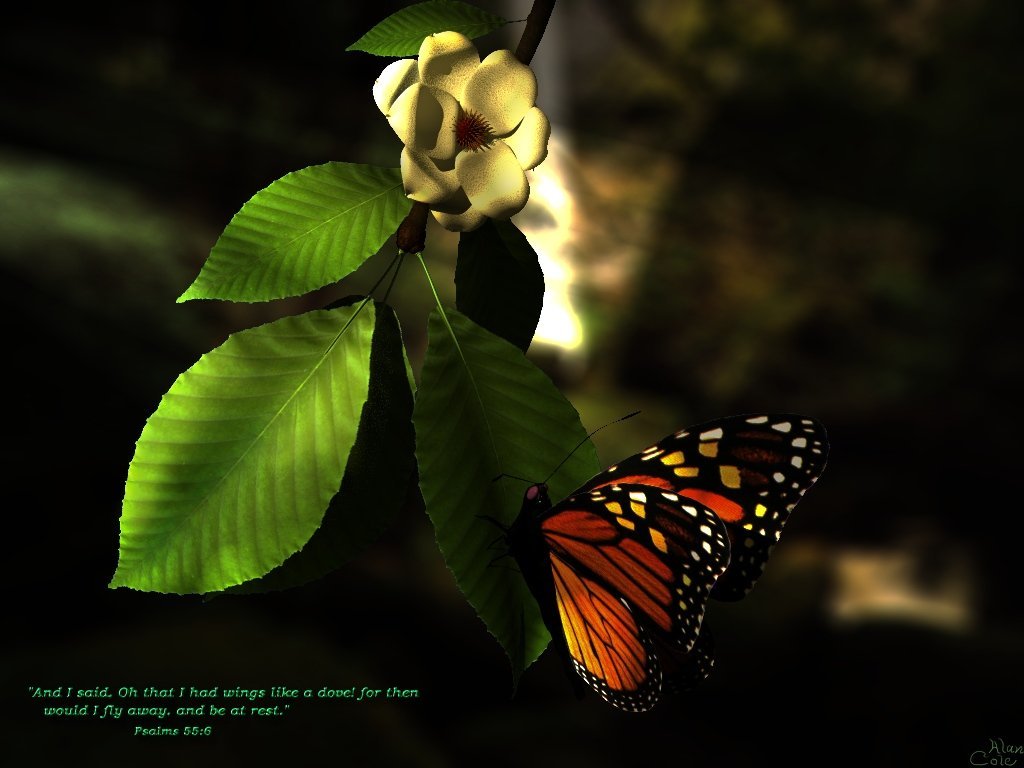 "And I said, Oh that I had wings like a dove! for then
would I fly away, and be at rest."
Psalms 55:6
Alan
Cole